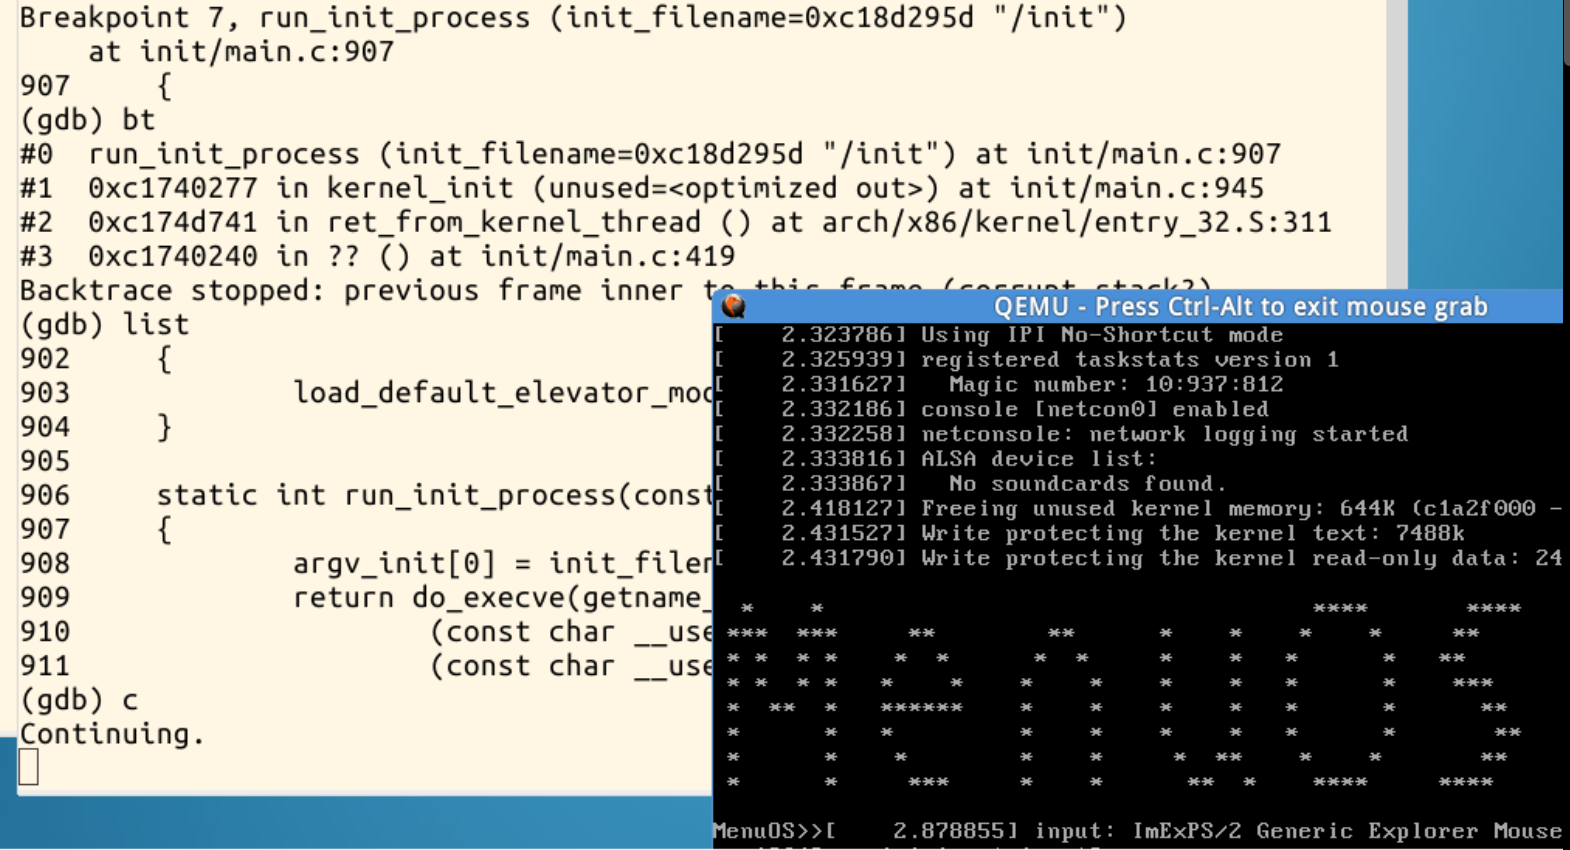 Breakpoint 7, run_init_process (init_filename=0xc18d295d "/init")
    at init/main.c:907
907     {
(gdb) bt
#0  run_init_process (init_filename=0xc18d295d "/init") at init/main.c:907
#1  0xc1740277 in kernel_init (unused=<optimized out>) at init/main.c:945
#2  0xc174d741 in ret_from_kernel_thread () at arch/x86/kernel/entry_32.S:311
#3  0xc1740240 in ?? () at init/main.c:419
Backtrace stopped: previous frame inner to this frame (corrupt stack?)
(gdb) list
902     {
903             load_default_elevator_mod
904     }
905
906     static int run_init_process(const
907     {
908             argv_init[0] = init_filen
909             return do_execve(getname_
910                     (const char __use
911                     (const char __use
(gdb) c
Continuing.
QEMU - Press Ctrl-Alt to exit mouse grab
[    2.323786] Using IPI No-Shortcut mode
[    2.325939] registered taskstats version 1
[    2.331627]   Magic number: 10:937:812
[    2.332186] console [netcon0] enabled
[    2.332258] netconsole: network logging started
[    2.333816] ALSA device list:
[    2.333867]   No soundcards found.
[    2.418127] Freeing unused kernel memory: 644K (c1a2f000 -
[    2.431527] Write protecting the kernel text: 7488k
[    2.431790] Write protecting the kernel read-only data: 24
MenuOS
MenuOS>>[    2.878855] input: ImExPS/2 Generic Explorer Mouse